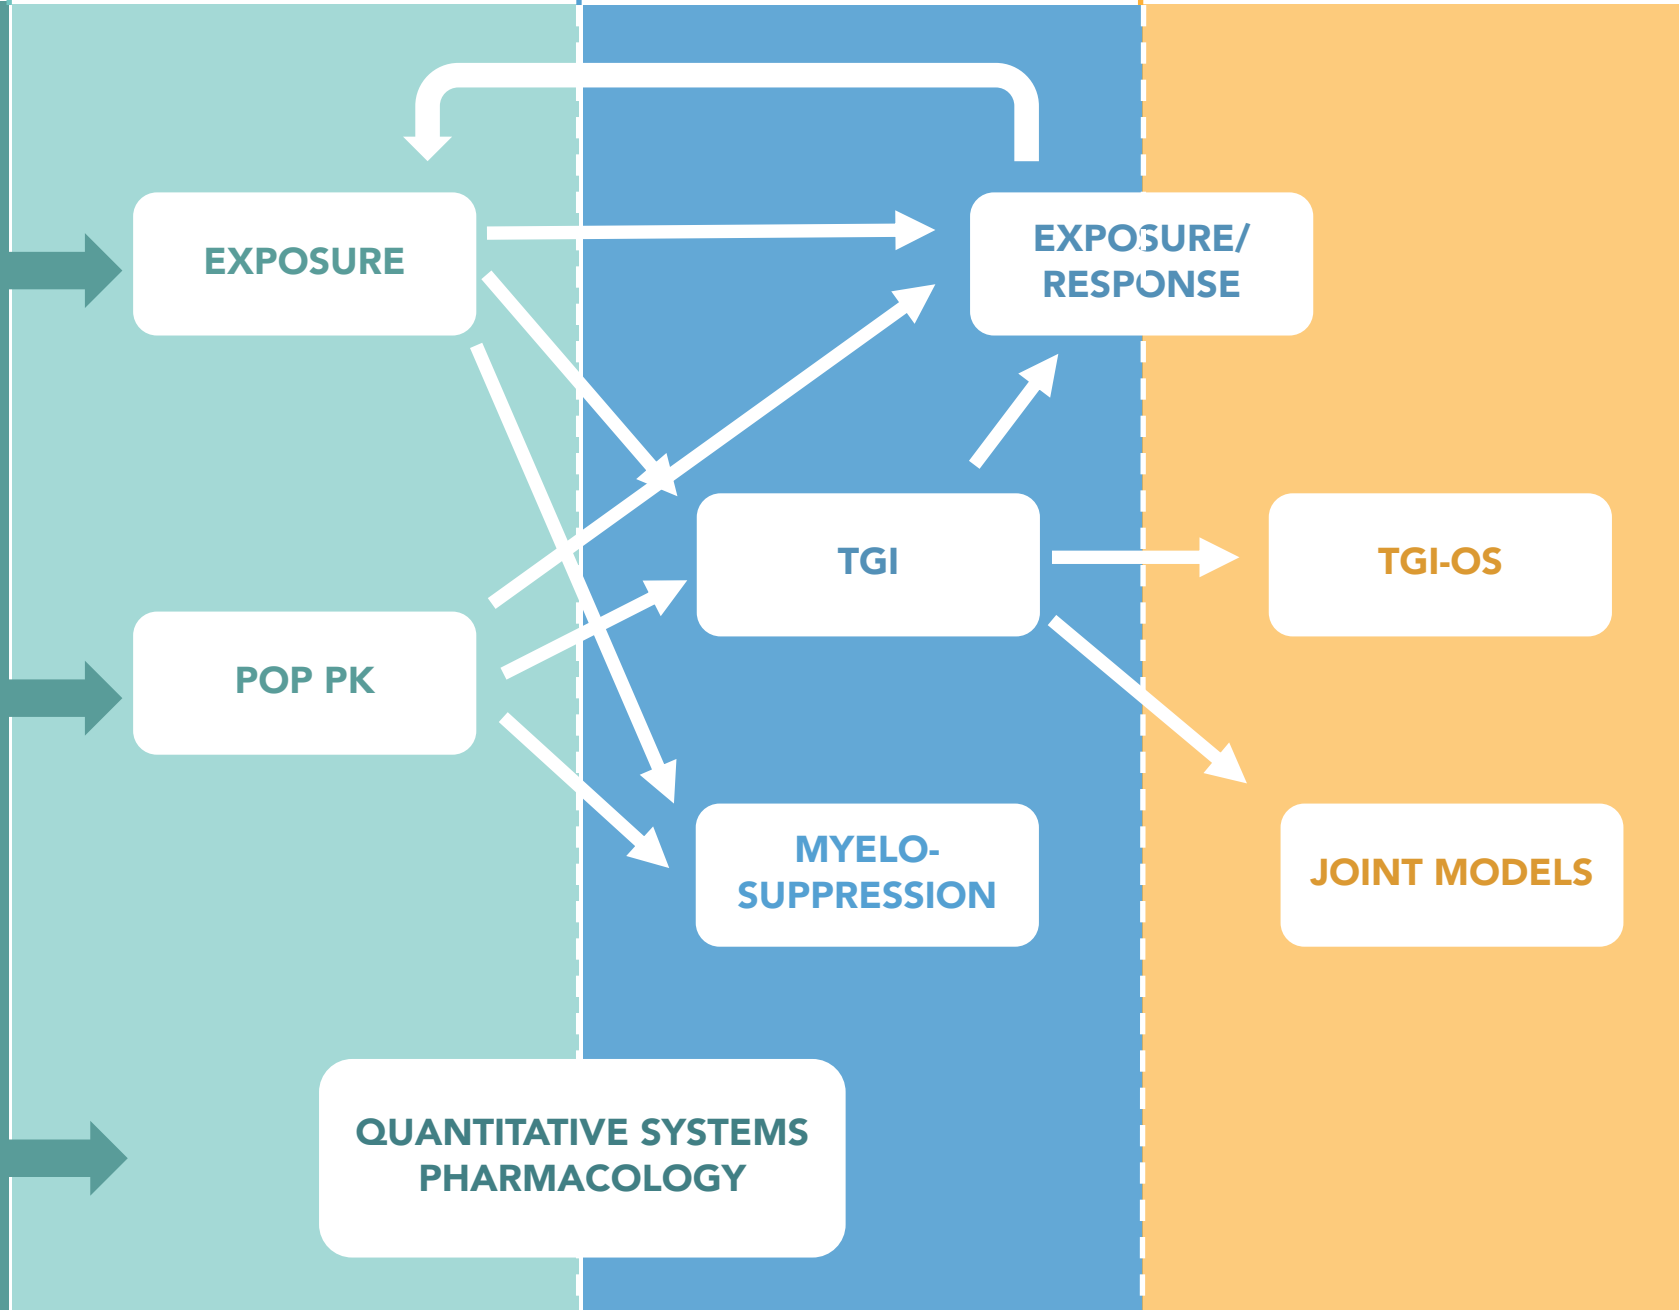 EXPOSURE
EXPOSURE/
RESPONSE
TGI
TGI-OS
POP PK
MYELO-
SUPPRESSION
JOINT MODELS
QUANTITATIVE SYSTEMS
PHARMACOLOGY